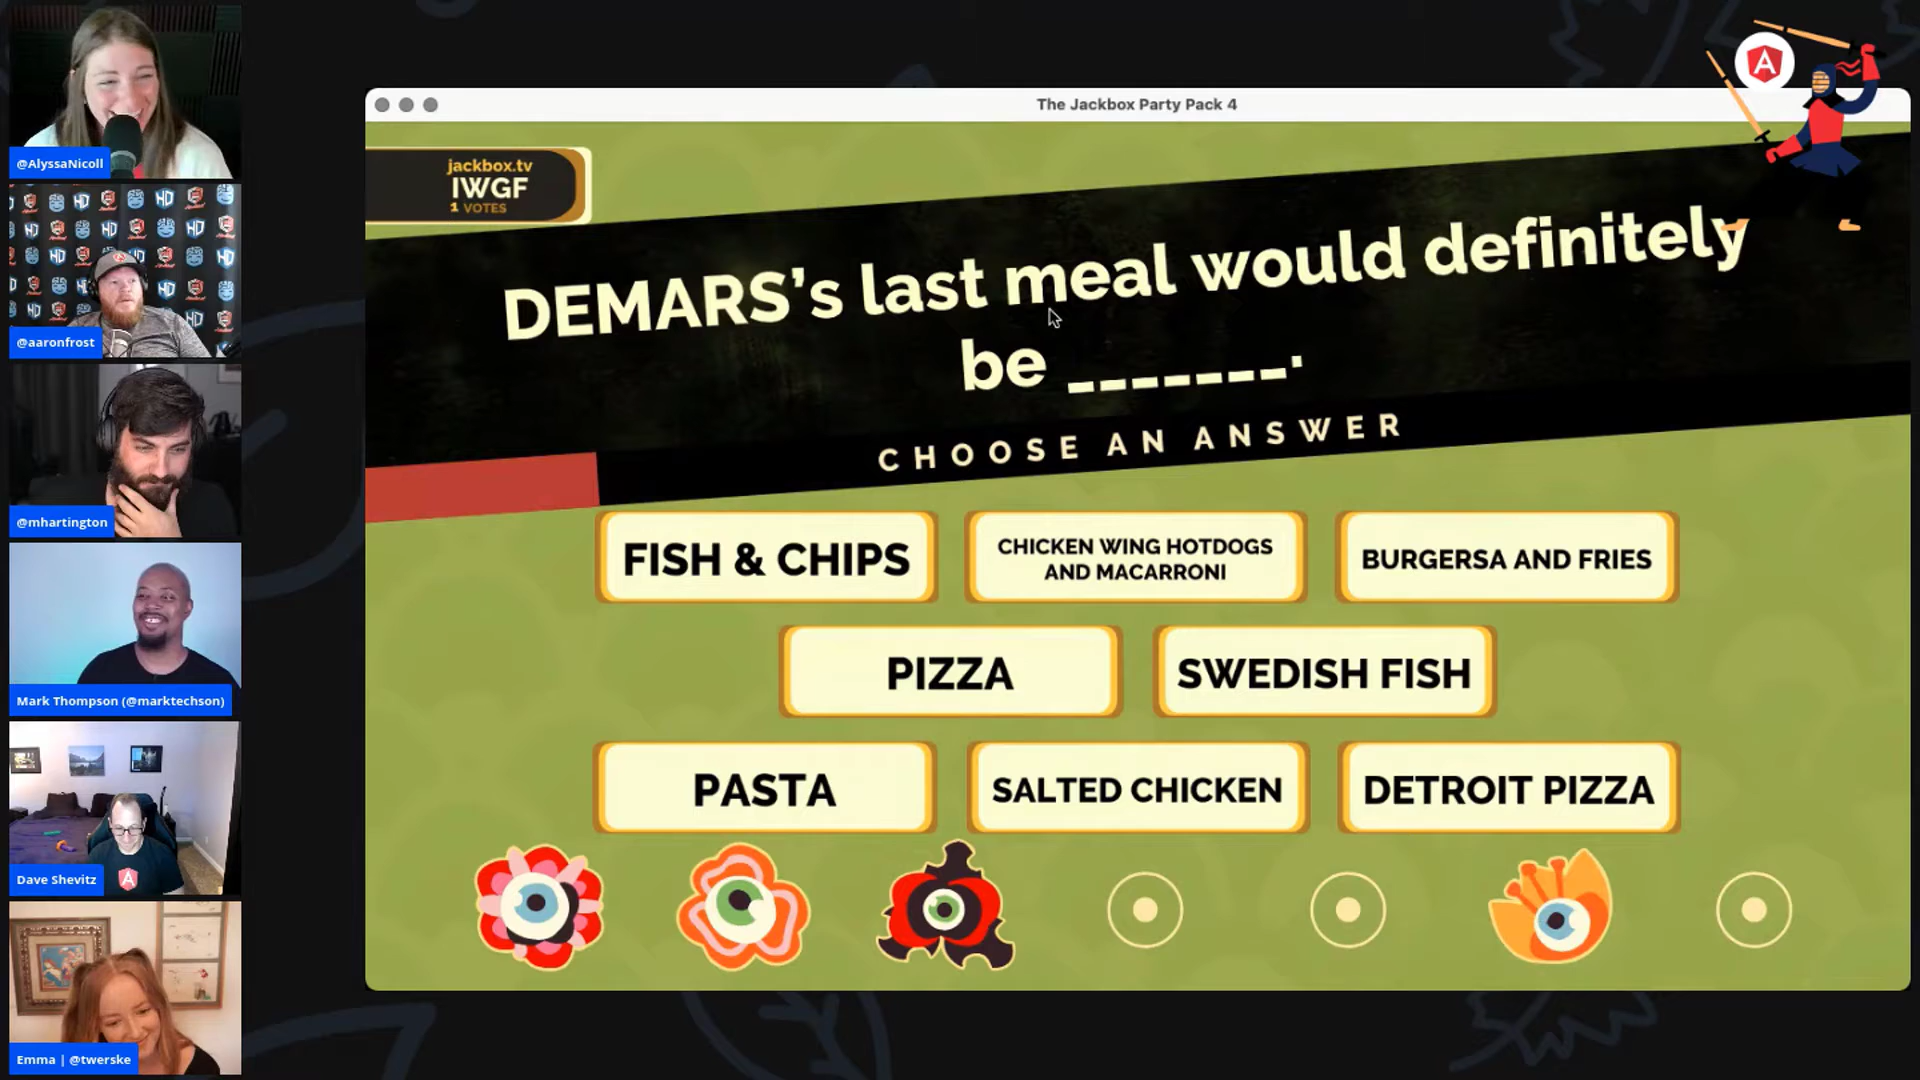 @AlyssaNicoll
@aaronfrost
@mhartington
Mark Thompson (@marktechson)
Dave Shevitz
Emma | @twerske
The Jackbox Party Pack 4
jackbox.tv
IWGF
1 VOTES
DEMARS's last meal would definitely
be _______.
CHOOSE AN ANSWER
FISH & CHIPS
CHICKEN WING HOTDOGS
AND MACARRONI
BURGERSA AND FRIES
PIZZA
SWEDISH FISH
PASTA
SALTED CHICKEN
DETROIT PIZZA
A
HD
A